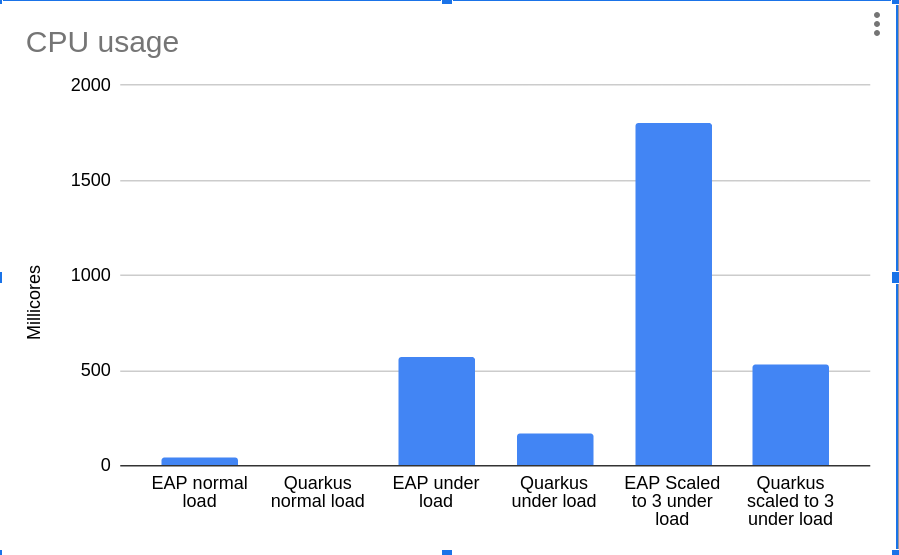 CPU usage
2000
1500
1000
500
0
Millicores
EAP normal
load
Quarkus
normal load
EAP under
load
Quarkus
under load
EAP Scaled
to 3 under
load
Quarkus
scaled to 3
under load